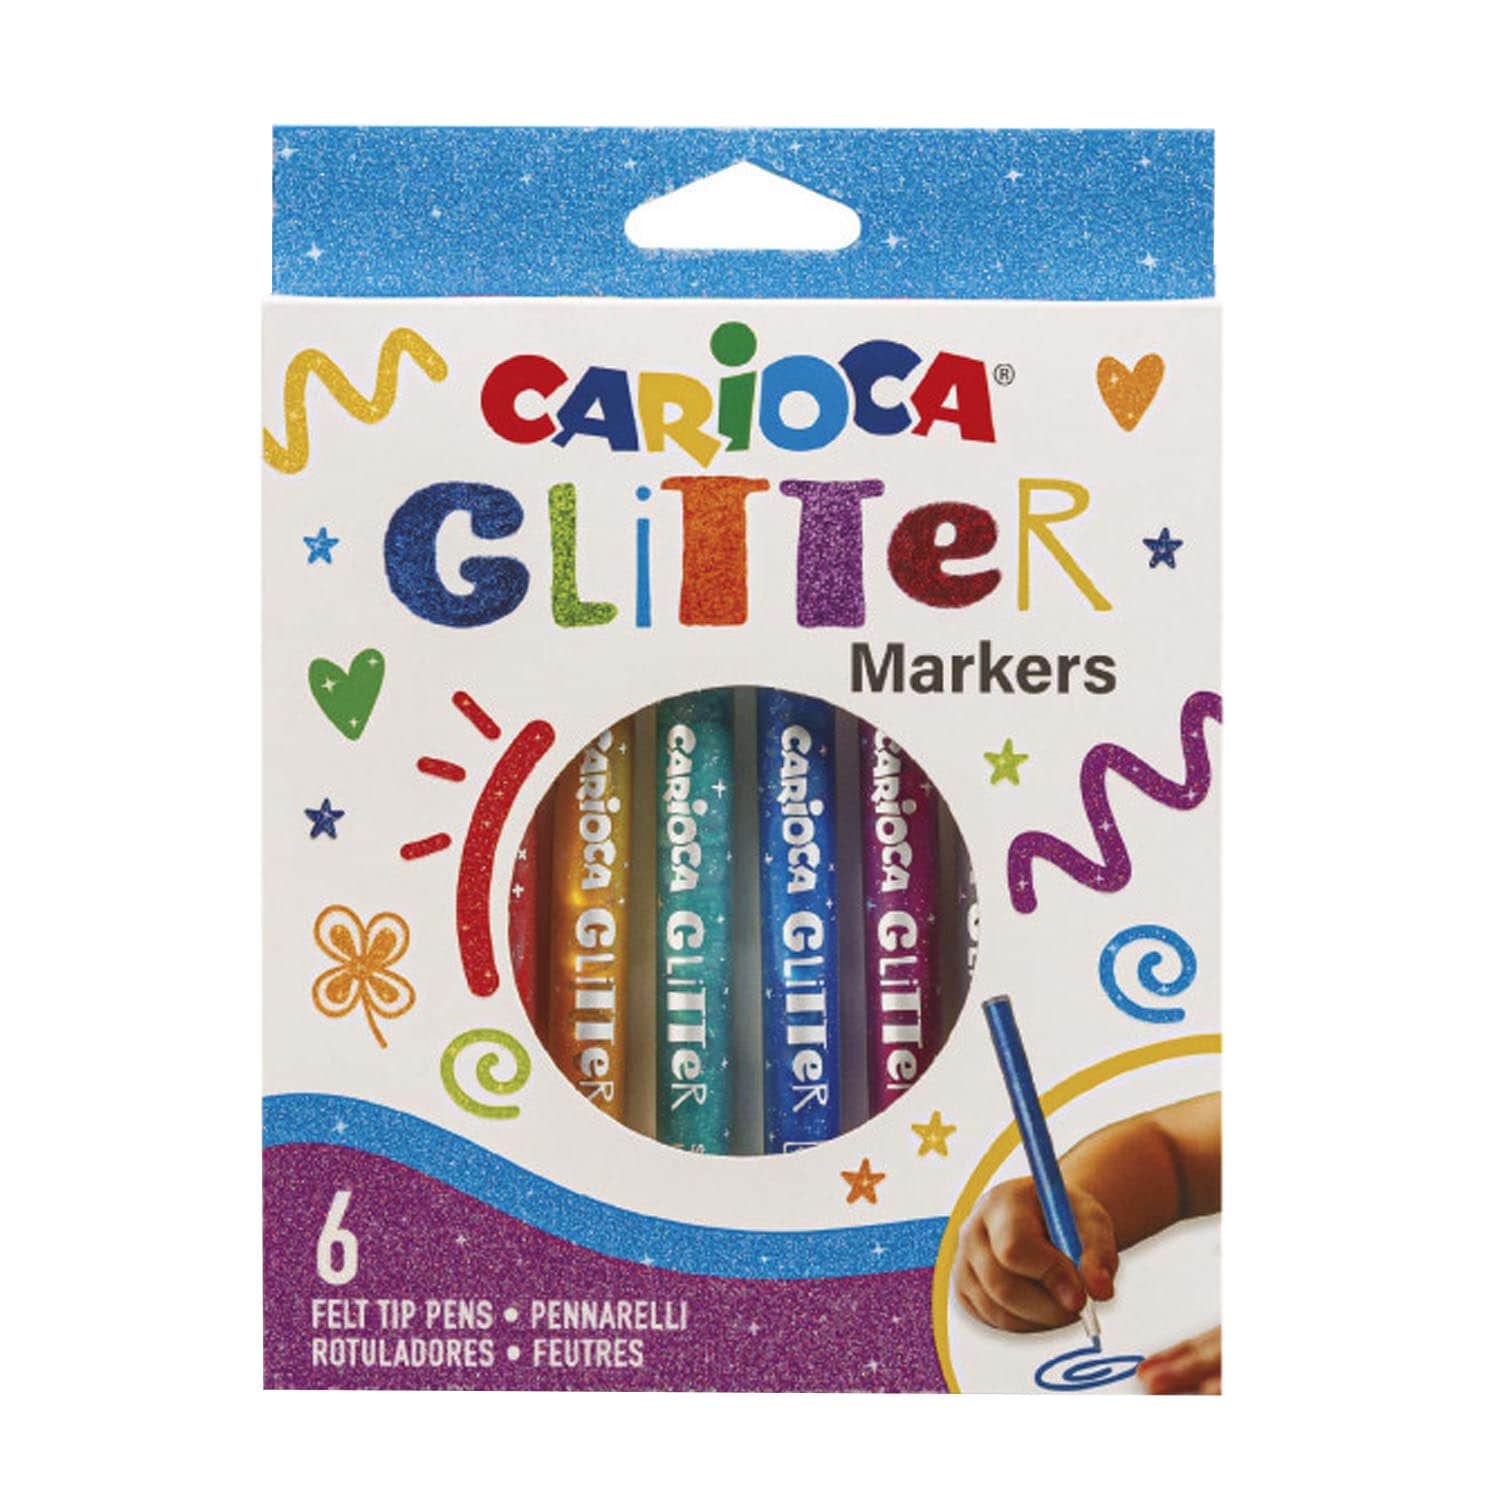 CARiOCA®
GLiTTeR
Markers
CARiOCA GLiTTeR
CARiOCA GLiTTeR
CARiOCA GLiTTeR
CARiOCA GLiTTeR
6
FELT TIP PENS • PENNARELLI
ROTULADORES • FEUTRES